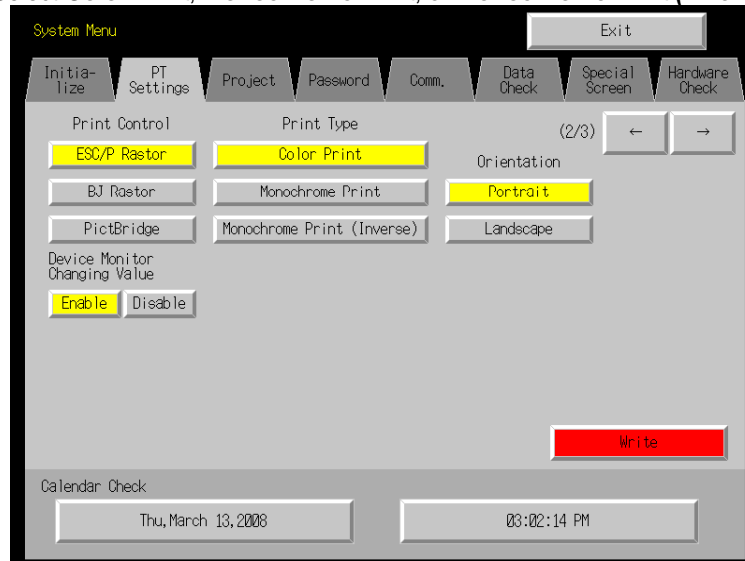 System Menu
Exit
Initia-
lize
PT
Settings
Project
Password
Comm.
Data
Check
Special
Screen
Hardware
Check
Print Control
Print Type
(2/3)
←
→
ESC/P Rastor
Color Print
Orientation
BJ Rastor
Monochrome Print
Portrait
PictBridge
Monochrome Print (Inverse)
Landscape
Device Monitor
Changing Value
Enable
Disable
Write
Calendar Check
Thu,March 13,2008
03:02:14 PM